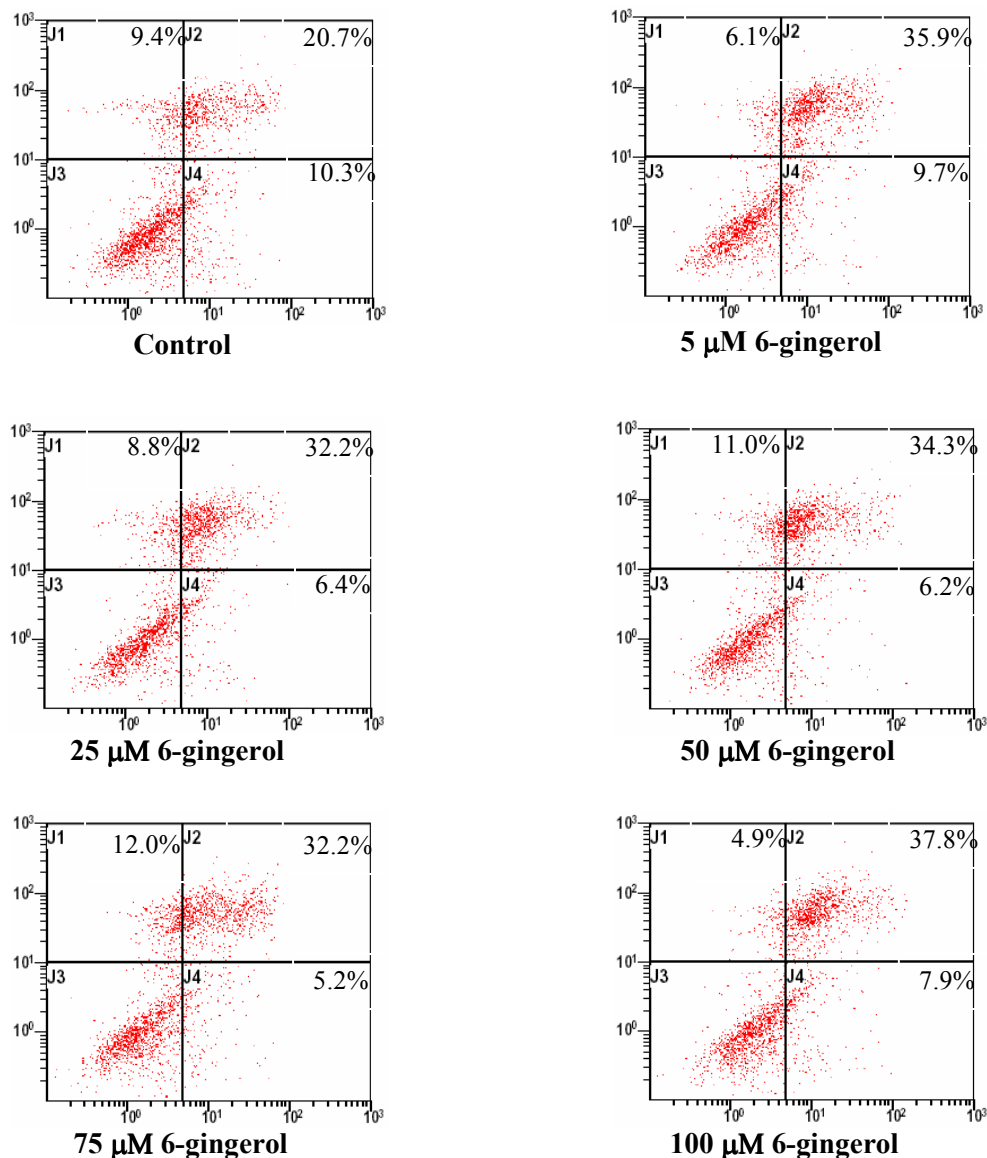 10³ J1 9.4% J2 20.7%
10²
10¹
J3 J4 10.3%
10⁰
10⁰ 10¹ 10² 10³
Control
10³ J1 6.1% J2 35.9%
10²
10¹
J3 J4 9.7%
10⁰
10⁰ 10¹ 10² 10³
5 μM 6-gingerol
10³ J1 8.8% J2 32.2%
10²
10¹
J3 J4 6.4%
10⁰
10⁰ 10¹ 10² 10³
25 μM 6-gingerol
10³ J1 11.0% J2 34.3%
10²
10¹
J3 J4 6.2%
10⁰
10⁰ 10¹ 10² 10³
50 μM 6-gingerol
10³ J1 12.0% J2 32.2%
10²
10¹
J3 J4 5.2%
10⁰
10⁰ 10¹ 10² 10³
75 μM 6-gingerol
10³ J1 4.9% J2 37.8%
10²
10¹
J3 J4 7.9%
10⁰
10⁰ 10¹ 10² 10³
100 μM 6-gingerol